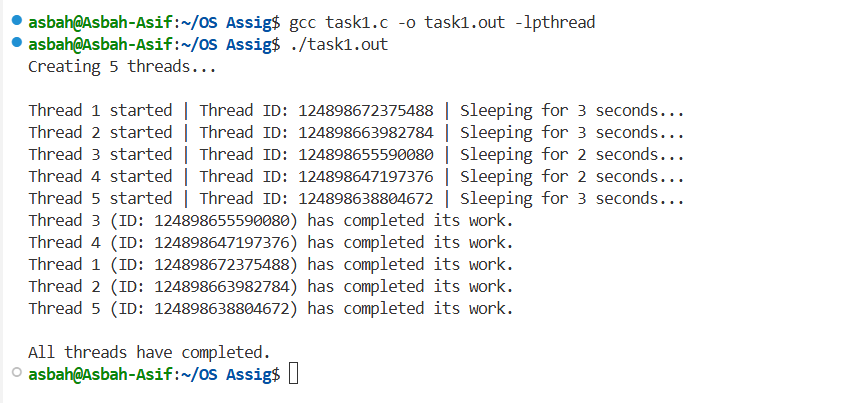 asbah@Asbah-Asif:~/OS Assig$ gcc task1.c -o task1.out -lpthread
asbah@Asbah-Asif:~/OS Assig$ ./task1.out
Creating 5 threads...
Thread 1 started | Thread ID: 124898672375488 | Sleeping for 3 seconds...
Thread 2 started | Thread ID: 124898663982784 | Sleeping for 3 seconds...
Thread 3 started | Thread ID: 124898655590080 | Sleeping for 2 seconds...
Thread 4 started | Thread ID: 124898647197376 | Sleeping for 2 seconds...
Thread 5 started | Thread ID: 124898638804672 | Sleeping for 3 seconds...
Thread 3 (ID: 124898655590080) has completed its work.
Thread 4 (ID: 124898647197376) has completed its work.
Thread 1 (ID: 124898672375488) has completed its work.
Thread 2 (ID: 124898663982784) has completed its work.
Thread 5 (ID: 124898638804672) has completed its work.
All threads have completed.
asbah@Asbah-Asif:~/OS Assig$